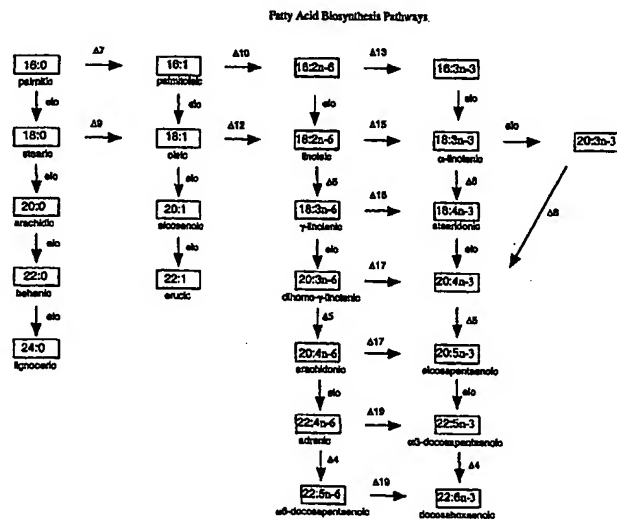 Fatty Acid Biosynthesis Pathways
Δ7 Δ10 Δ13
16:0 16:1 16:2n-6 16:3n-3
palmitic palmitoleic
elo elo elo elo
Δ9 Δ12 Δ15 elo
18:0 18:1 18:2n-6 18:3n-3 20:3n-3
stearic oleic linoleic α-linolenic
elo elo Δ6 Δ6
Δ15 Δ8
20:0 20:1 18:3n-6 18:4n-3
arachidic eicosenoic γ-linolenic stearidonic
elo elo elo elo
Δ17
22:0 22:1 20:3n-6 20:4n-3
behenic erucic dihomo-γ-linolenic
elo Δ5 Δ5
Δ17
24:0 20:4n-6 20:5n-3
lignoceric arachidonic eicosapentaenoic
elo elo
Δ19
22:4n-6 22:5n-3
adrenic ω3-docosapentaenoic
Δ4 Δ4
Δ19
22:5n-6 22:6n-3
ω6-docosapentaenoic docosahexaenoic